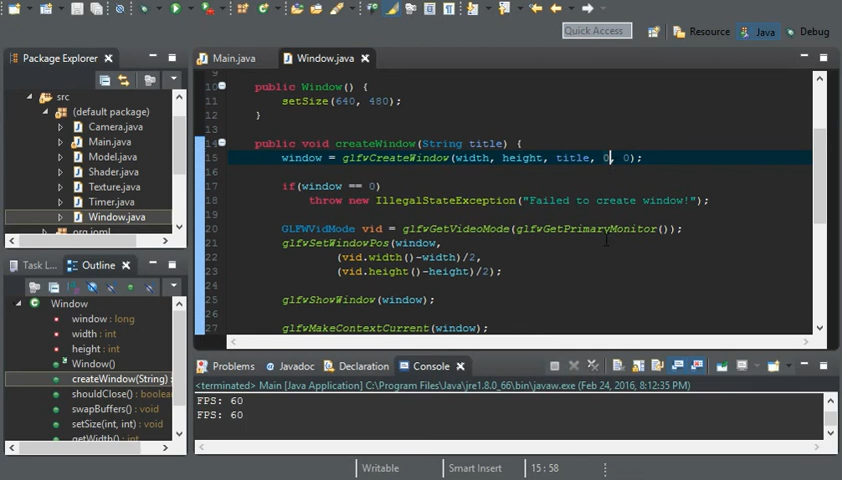 Quick Access
Resource
Java
Debug
Package Explorer
src
(default package)
Camera.java
Main.java
Model.java
Shader.java
Texture.java
Timer.java
Window.java
Task L...
Outline
Window
window : long
width : int
height : int
Window()
createWindow(String) :
shouldClose() : boolean
swapBuffers() : void
setSize(int, int) : void
Main.java
Window.java
9
10 public Window() {
11 setSize(640, 480);
12 }
13
14 public void createWindow(String title) {
15 window = glfwCreateWindow(width, height, title, 0, 0);
16
17 if(window == 0)
18 throw new IllegalStateException("Failed to create window!");
19
20 GLFWVidMode vid = glfwGetVideoMode(glfwGetPrimaryMonitor());
21 glfwSetWindowPos(window,
22 (vid.width()-width)/2,
23 (vid.height()-height)/2);
24
25 glfwShowWindow(window);
26
27 glfwMakeContextCurrent(window);
Problems
Javadoc
Declaration
Console
<terminated> Main [Java Application] C:\Program Files\Java\jre1.8.0_66\bin\javaw.exe (Feb 24, 2016, 8:12:35 PM)
FPS: 60
FPS: 60
Writable
Smart Insert
15 : 58